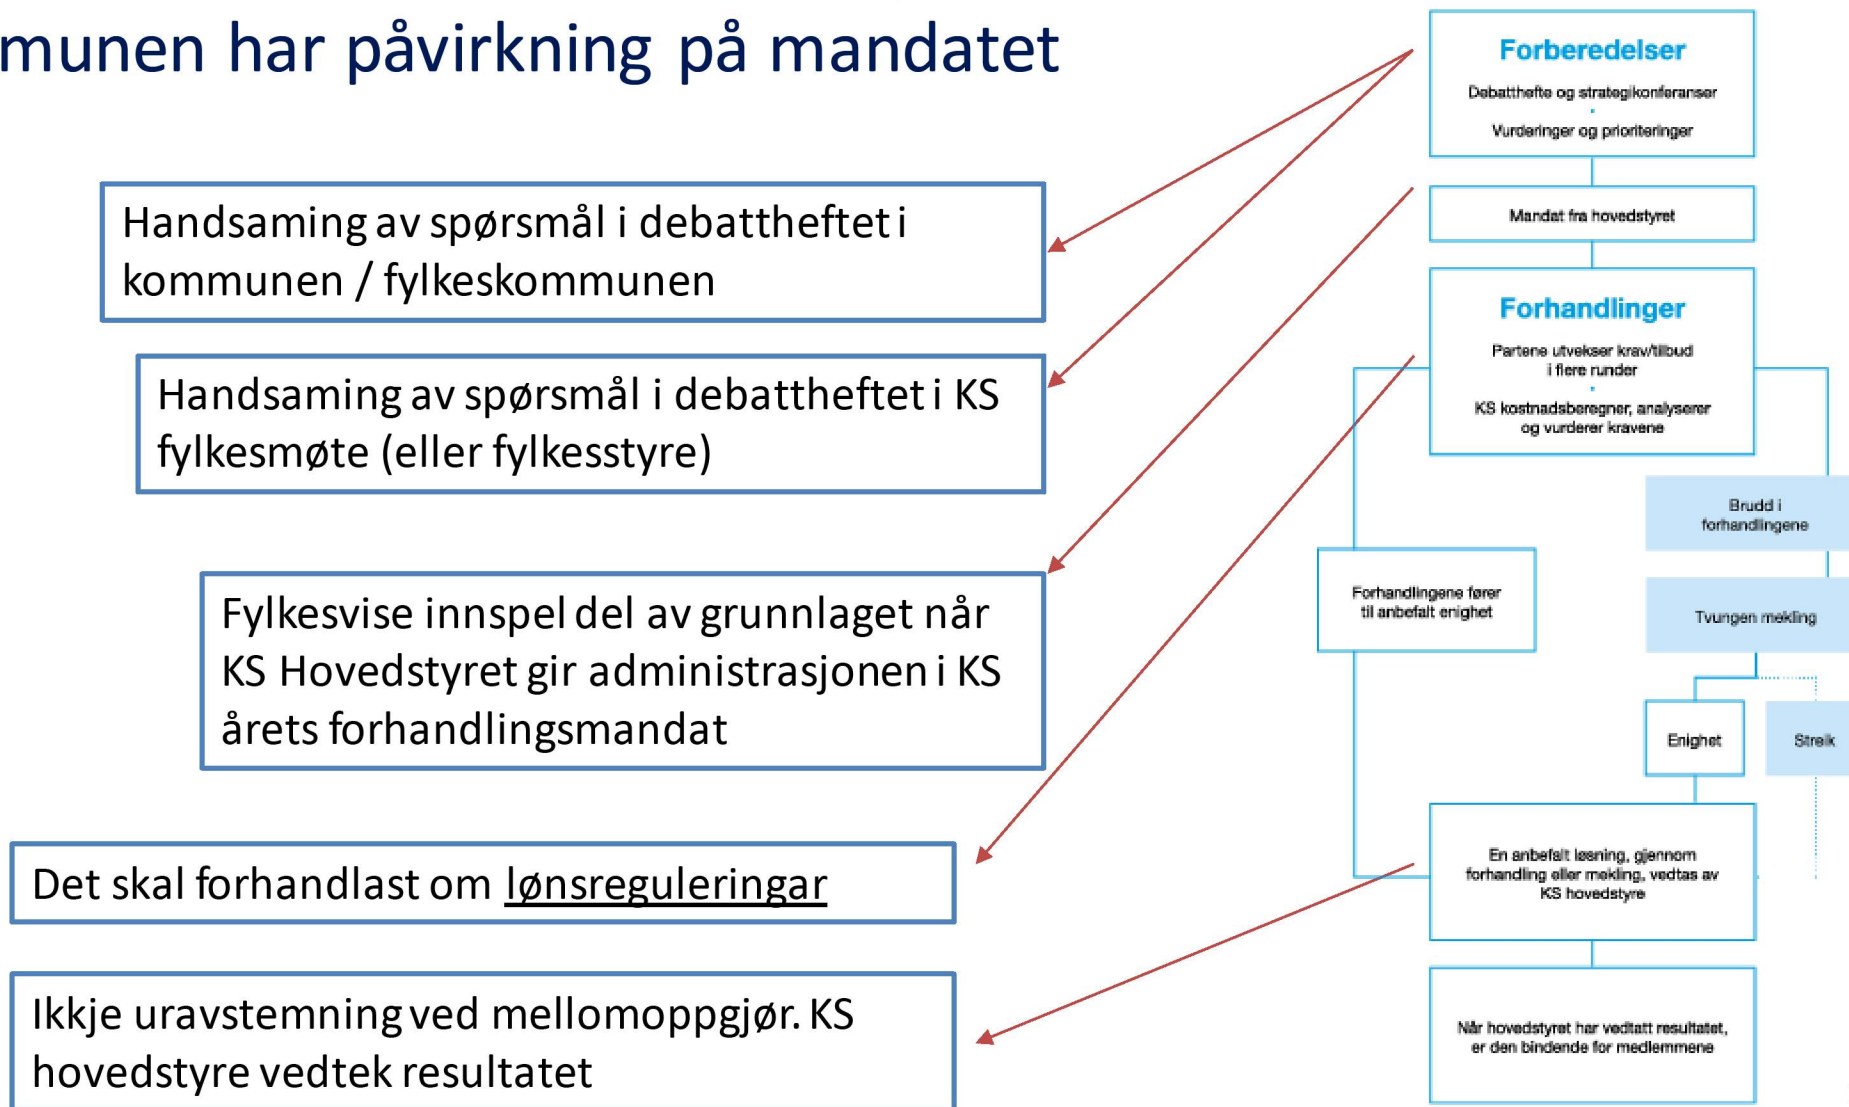 munen har påvirkning på mandatet
Handsaming av spørsmål i debattheftet i
kommunen / fylkeskommunen
Handsaming av spørsmål i debattheftet i KS
fylkesmøte (eller fylkesstyre)
Fylkesvise innspel del av grunnlaget når
KS Hovedstyret gir administrasjonen i KS
årets forhandlingsmandat
Det skal forhandlast om lønsreguleringar
Ikkje uravstemning ved mellomoppgjør. KS
hovedstyre vedtek resultatet
Forberedelser
Debatthefte og strategikonferanser
Vurderinger og prioriteringer
Mandat fra hovedstyret
Forhandlinger
Partene utvekser krav/tilbud
i flere runder
KS kostnadsberegner, analyserer
og vurderer kravene
Brudd i
forhandlingene
Forhandlingene fører
til anbefalt enighet
Tvungen mekling
Enighet
Streik
En anbefalt løsning, gjennom
forhandling eller mekling, vedtas av
KS hovedstyre
Når hovedstyret har vedtatt resultatet,
er den bindende for medlemmene